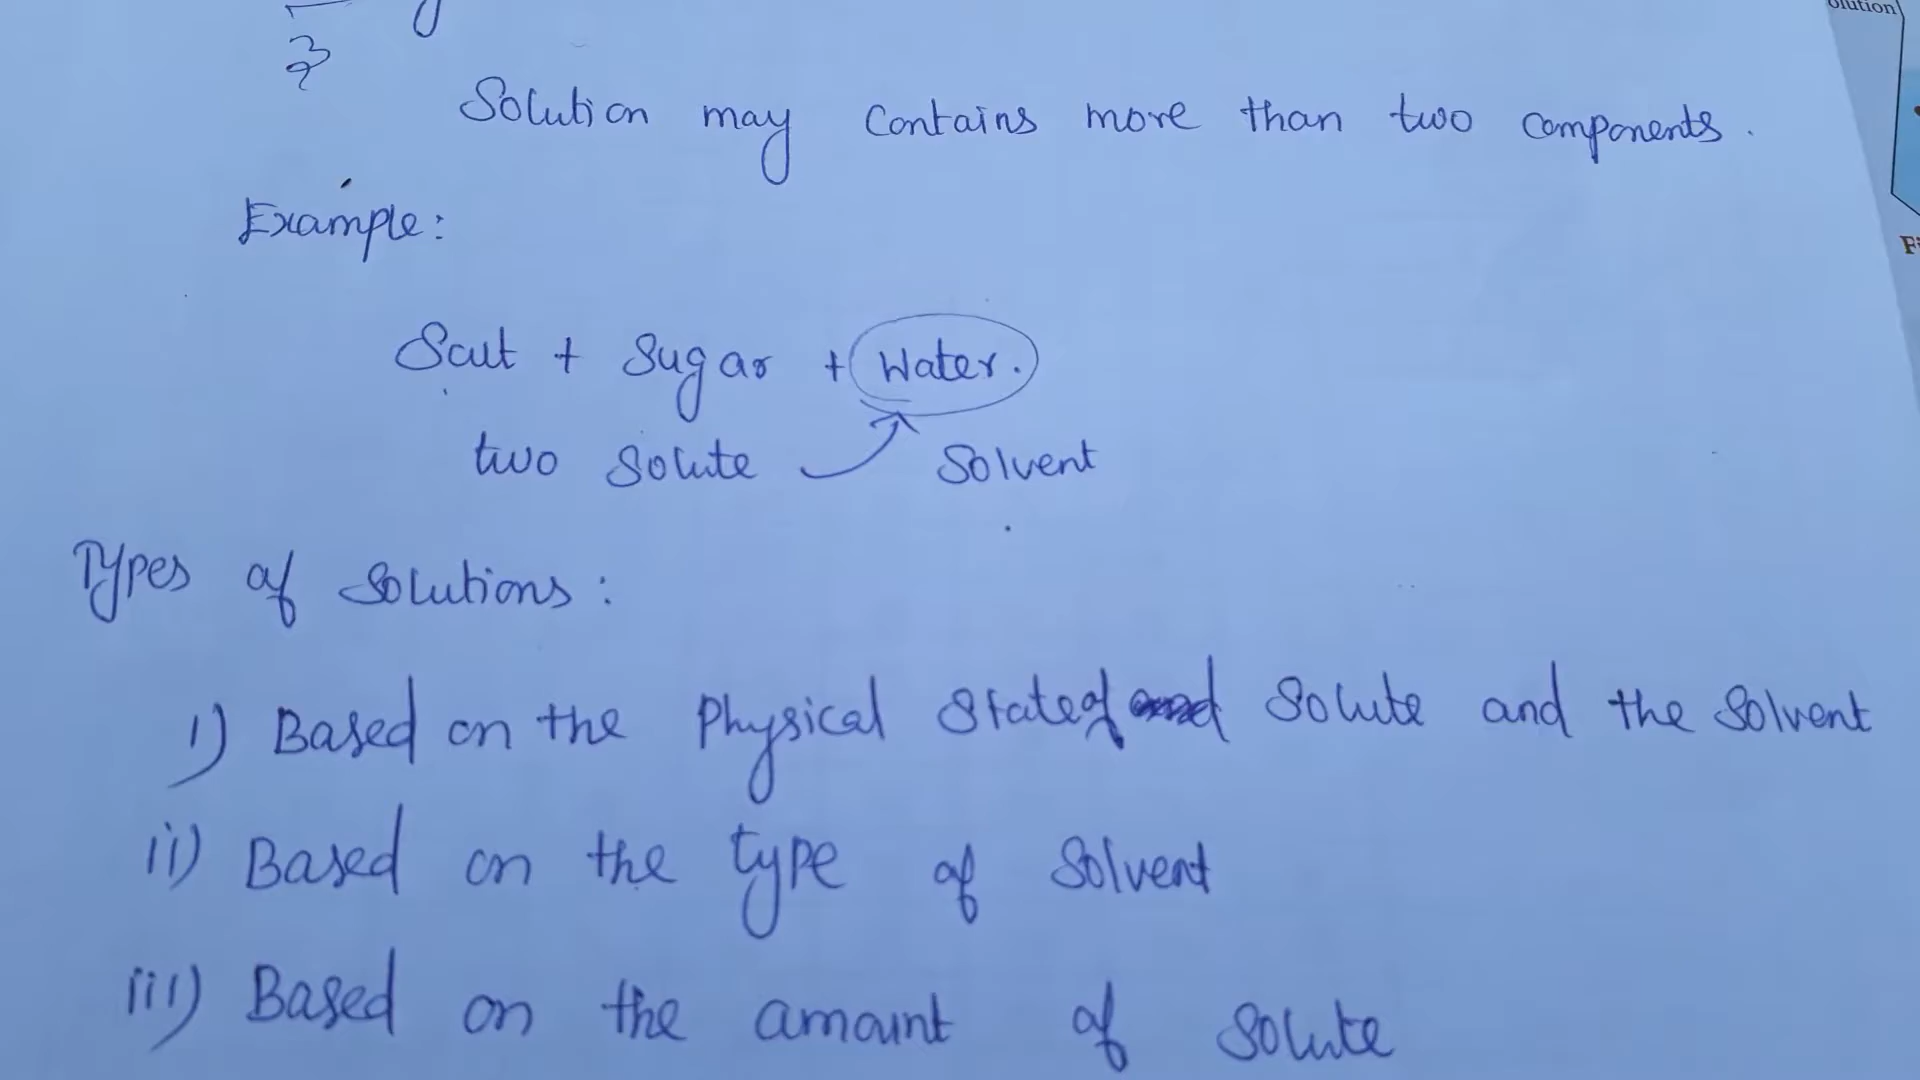 olution
Solution may contains more than two components.
Example:
Salt + Sugar + Water.
two solute Solvent
Types of solutions:
i) Based on the Physical state of solute and the Solvent
ii) Based on the type of Solvent
iii) Based on the amount of solute